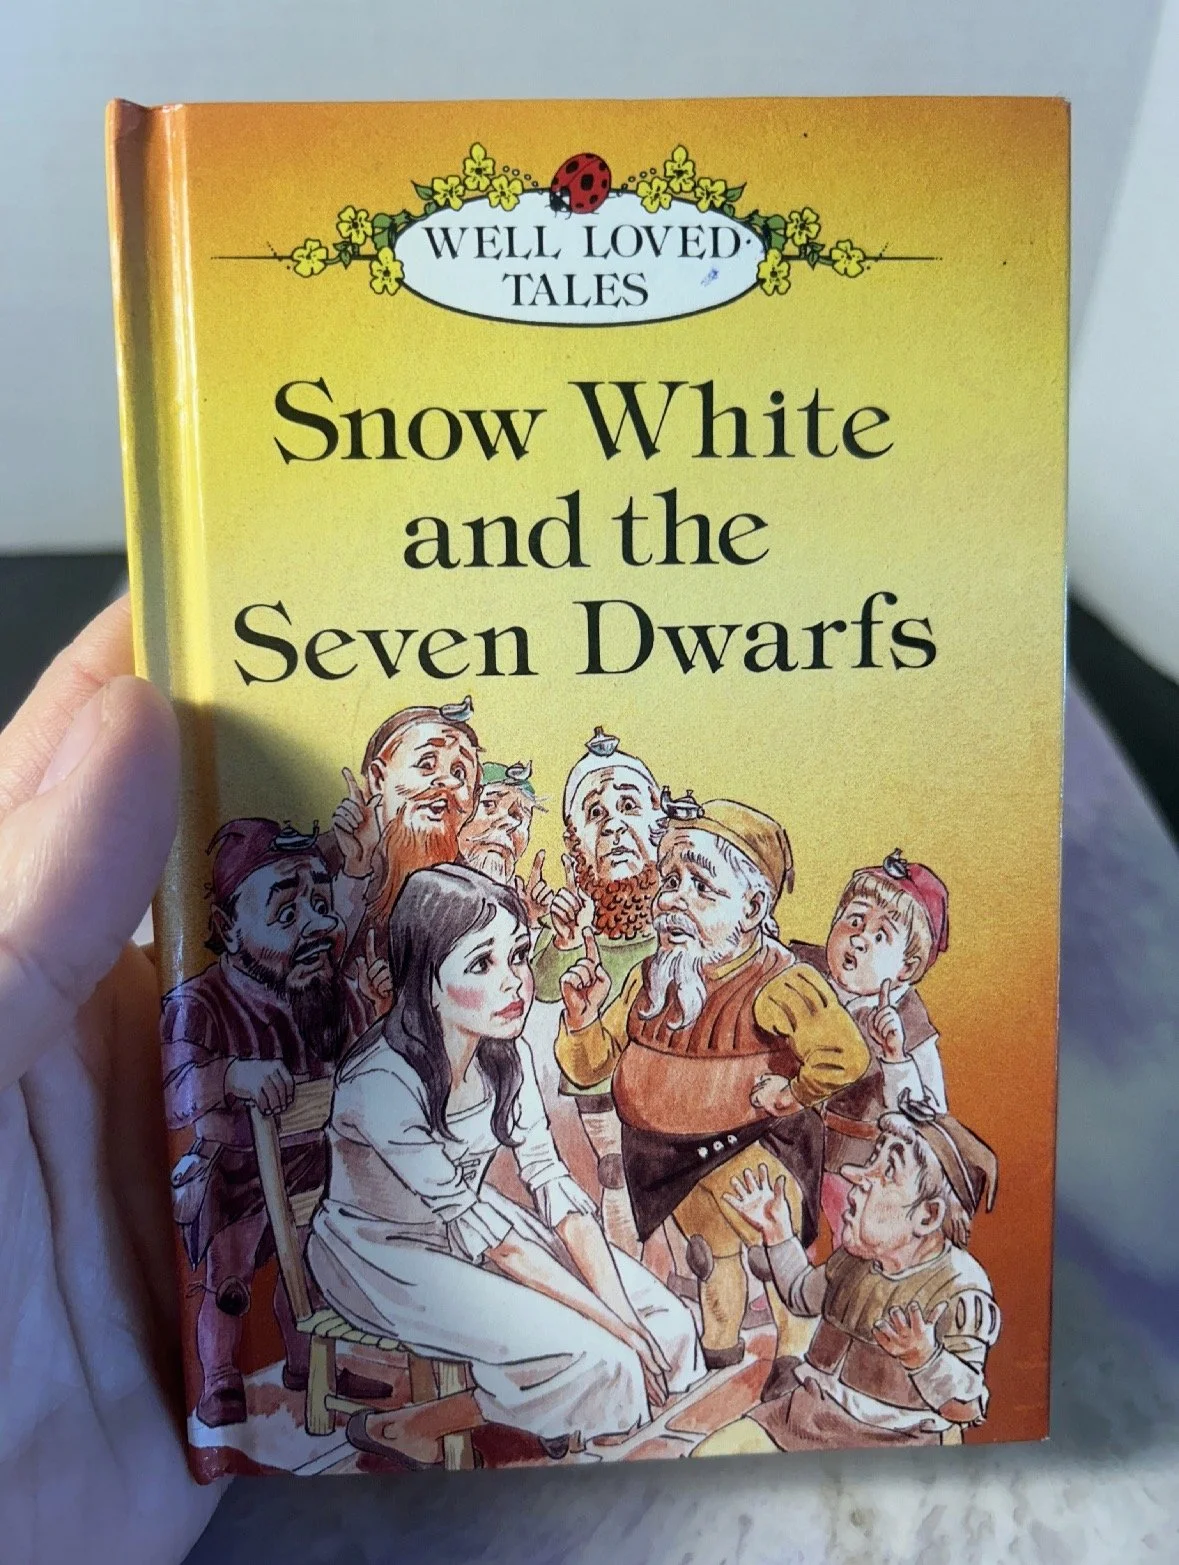 WELL LOVED
TALES
Snow White
and the
Seven Dwarfs